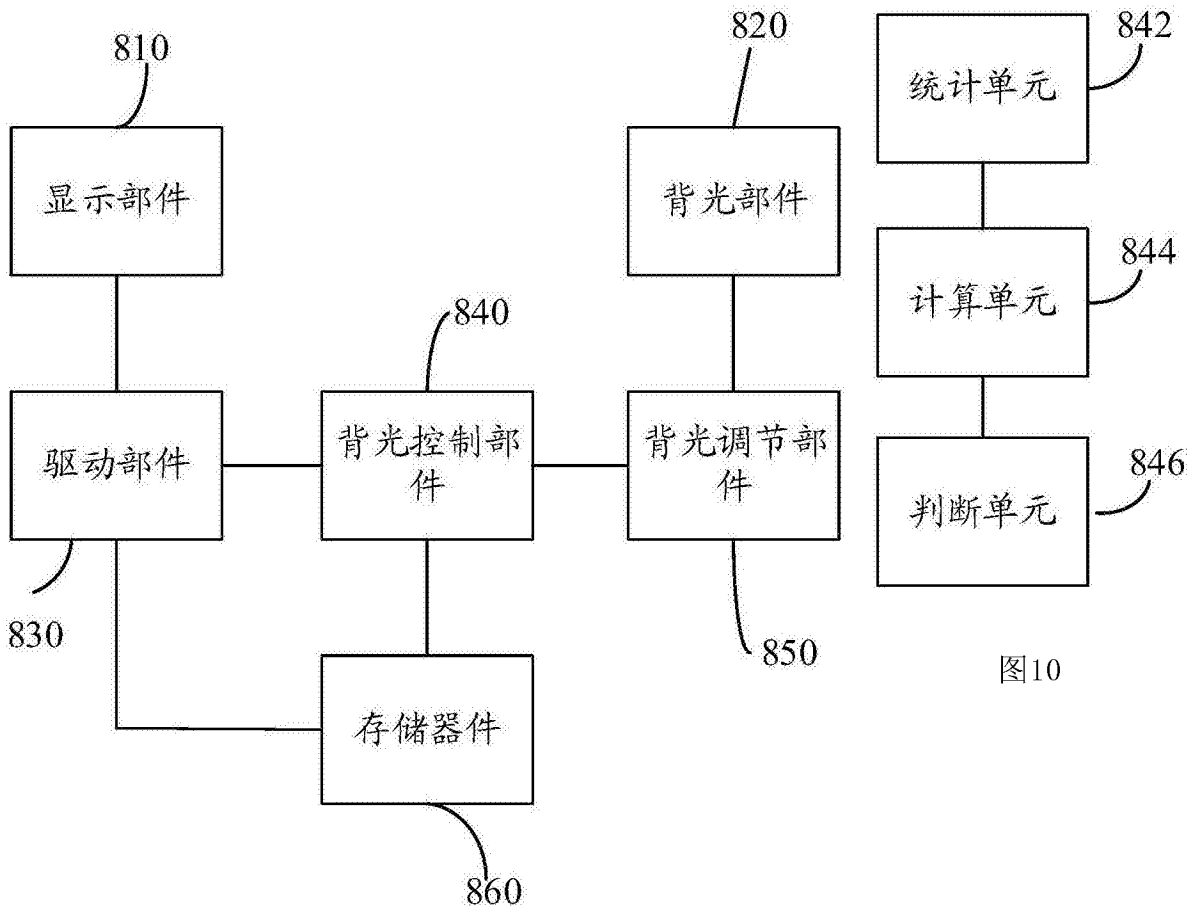 810
显示部件
820
背光部件
840
驱动部件
背光控制部
件
背光调节部
件
830
850
存储器件
860
842
统计单元
844
计算单元
846
判断单元
图10